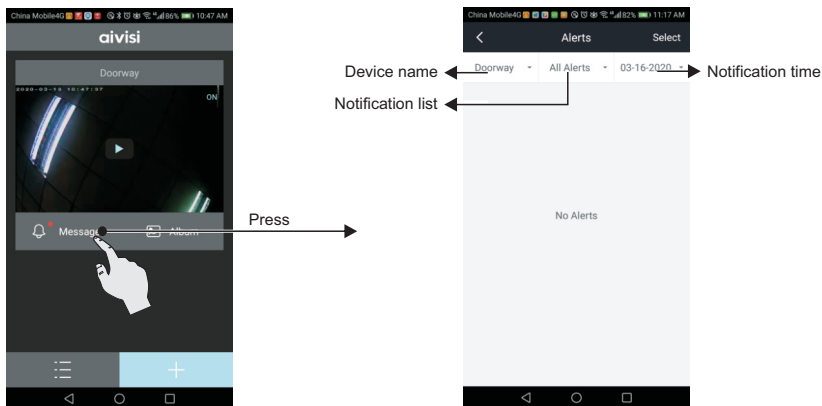 China Mobile4G 86% 10:47 AM
aivisi
Doorway
2020-03-13 10:47:37
ON
Message
Album
Press
China Mobile4G 82% 11:17 AM
Alerts
Select
Device name
Doorway
All Alerts
03-16-2020
Notification time
Notification list
No Alerts